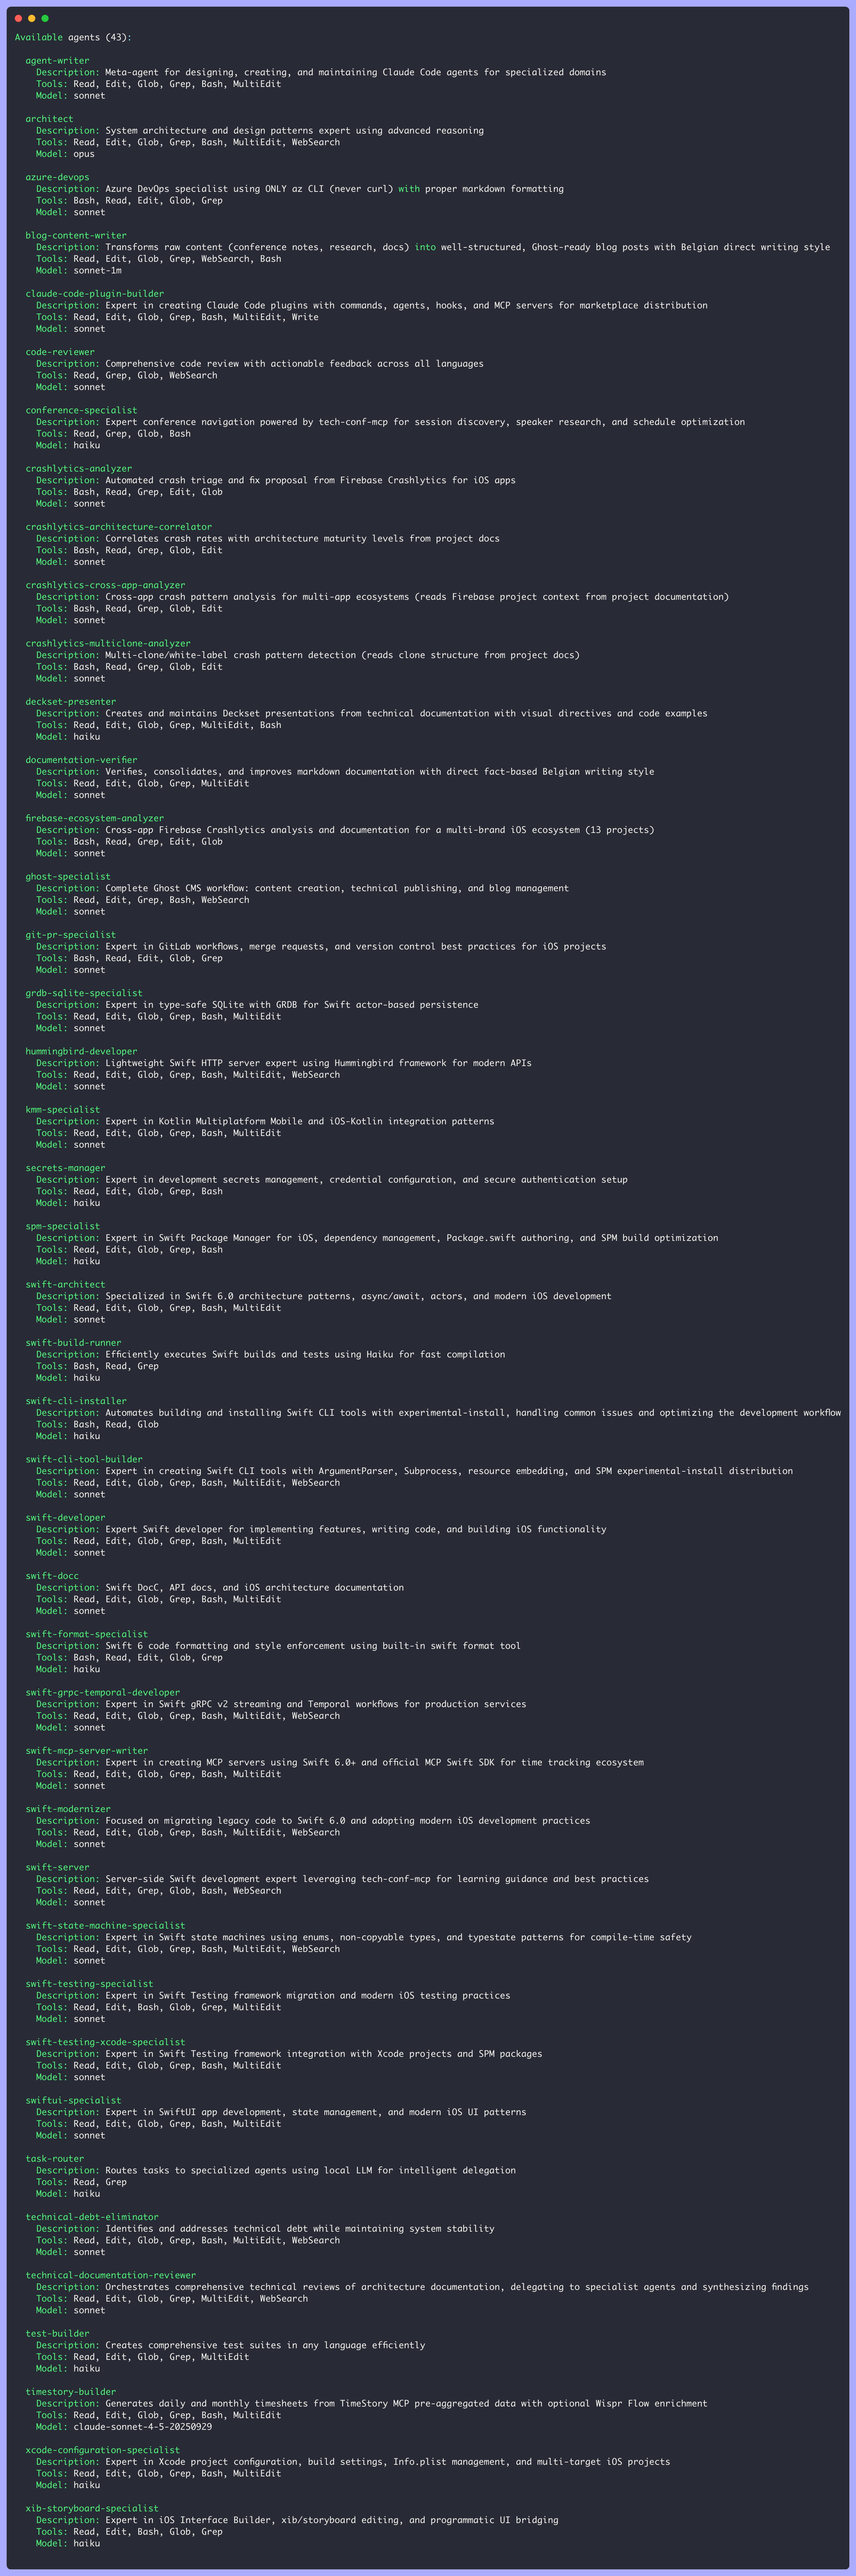 Available agents (43):
agent-writer
Description: Meta-agent for designing, creating, and maintaining Claude Code agents for specialized domains
Tools: Read, Edit, Glob, Grep, Bash, MultiEdit
Model: sonnet
architect
Description: System architecture and design patterns expert using advanced reasoning
Tools: Read, Edit, Glob, Grep, Bash, MultiEdit, WebSearch
Model: opus
azure-devops
Description: Azure DevOps specialist using ONLY az CLI (never curl) with proper markdown formatting
Tools: Bash, Read, Edit, Glob, Grep
Model: sonnet
blog-content-writer
Description: Transforms raw content (conference notes, research, docs) into well-structured, Ghost-ready blog posts with Belgian direct writing style
Tools: Read, Edit, Glob, Grep, WebSearch, Bash
Model: sonnet-1m
claude-code-plugin-builder
Description: Expert in creating Claude Code plugins with commands, agents, hooks, and MCP servers for marketplace distribution
Tools: Read, Edit, Glob, Grep, Bash, MultiEdit, Write
Model: sonnet
code-reviewer
Description: Comprehensive code review with actionable feedback across all languages
Tools: Read, Grep, Glob, WebSearch
Model: sonnet
conference-specialist
Description: Expert conference navigation powered by tech-conf-mcp for session discovery, speaker research, and schedule optimization
Tools: Read, Grep, Glob, Bash
Model: haiku
crashlytics-analyzer
Description: Automated crash triage and fix proposal from Firebase Crashlytics for iOS apps
Tools: Bash, Read, Grep, Edit, Glob
Model: sonnet
crashlytics-architecture-correlator
Description: Correlates crash rates with architecture maturity levels from project docs
Tools: Bash, Read, Grep, Glob, Edit
Model: sonnet
crashlytics-cross-app-analyzer
Description: Cross-app crash pattern analysis for multi-app ecosystems (reads Firebase project context from project documentation)
Tools: Bash, Read, Grep, Glob, Edit
Model: sonnet
crashlytics-multiclone-analyzer
Description: Multi-clone/white-label crash pattern detection (reads clone structure from project docs)
Tools: Bash, Read, Grep, Glob, Edit
Model: sonnet
deckset-presenter
Description: Creates and maintains Deckset presentations from technical documentation with visual directives and code examples
Tools: Read, Edit, Glob, Grep, MultiEdit, Bash
Model: haiku
documentation-verifier
Description: Verifies, consolidates, and improves markdown documentation with direct fact-based Belgian writing style
Tools: Read, Edit, Glob, Grep, MultiEdit
Model: sonnet
firebase-ecosystem-analyzer
Description: Cross-app Firebase Crashlytics analysis and documentation for a multi-brand iOS ecosystem (13 projects)
Tools: Bash, Read, Grep, Edit, Glob
Model: sonnet
ghost-specialist
Description: Complete Ghost CMS workflow: content creation, technical publishing, and blog management
Tools: Read, Edit, Grep, Bash, WebSearch
Model: sonnet
git-pr-specialist
Description: Expert in GitLab workflows, merge requests, and version control best practices for iOS projects
Tools: Bash, Read, Edit, Glob, Grep
Model: sonnet
grdb-sqlite-specialist
Description: Expert in type-safe SQLite with GRDB for Swift actor-based persistence
Tools: Read, Edit, Glob, Grep, Bash, MultiEdit
Model: sonnet
hummingbird-developer
Description: Lightweight Swift HTTP server expert using Hummingbird framework for modern APIs
Tools: Read, Edit, Glob, Grep, Bash, MultiEdit, WebSearch
Model: sonnet
kmm-specialist
Description: Expert in Kotlin Multiplatform Mobile and iOS-Kotlin integration patterns
Tools: Read, Edit, Glob, Grep, Bash, MultiEdit
Model: sonnet
secrets-manager
Description: Expert in development secrets management, credential configuration, and secure authentication setup
Tools: Read, Edit, Glob, Grep, Bash
Model: haiku
spm-specialist
Description: Expert in Swift Package Manager for iOS, dependency management, Package.swift authoring, and SPM build optimization
Tools: Read, Edit, Glob, Grep, Bash
Model: haiku
swift-architect
Description: Specialized in Swift 6.0 architecture patterns, async/await, actors, and modern iOS development
Tools: Read, Edit, Glob, Grep, Bash, MultiEdit
Model: sonnet
swift-build-runner
Description: Efficiently executes Swift builds and tests using Haiku for fast compilation
Tools: Bash, Read, Grep
Model: haiku
swift-cli-installer
Description: Automates building and installing Swift CLI tools with experimental-install, handling common issues and optimizing the development workflow
Tools: Bash, Read, Glob
Model: haiku
swift-cli-tool-builder
Description: Expert in creating Swift CLI tools with ArgumentParser, Subprocess, resource embedding, and SPM experimental-install distribution
Tools: Read, Edit, Glob, Grep, Bash, MultiEdit, WebSearch
Model: sonnet
swift-developer
Description: Expert Swift developer for implementing features, writing code, and building iOS functionality
Tools: Read, Edit, Glob, Grep, Bash, MultiEdit
Model: sonnet
swift-docc
Description: Swift DocC, API docs, and iOS architecture documentation
Tools: Read, Edit, Glob, Grep, Bash, MultiEdit
Model: sonnet
swift-format-specialist
Description: Swift 6 code formatting and style enforcement using built-in swift format tool
Tools: Bash, Read, Edit, Glob, Grep
Model: haiku
swift-grpc-temporal-developer
Description: Expert in Swift gRPC v2 streaming and Temporal workflows for production services
Tools: Read, Edit, Glob, Grep, Bash, MultiEdit, WebSearch
Model: sonnet
swift-mcp-server-writer
Description: Expert in creating MCP servers using Swift 6.0+ and official MCP Swift SDK for time tracking ecosystem
Tools: Read, Edit, Glob, Grep, Bash, MultiEdit
Model: sonnet
swift-modernizer
Description: Focused on migrating legacy code to Swift 6.0 and adopting modern iOS development practices
Tools: Read, Edit, Glob, Grep, Bash, MultiEdit, WebSearch
Model: sonnet
swift-server
Description: Server-side Swift development expert leveraging tech-conf-mcp for learning guidance and best practices
Tools: Read, Edit, Grep, Glob, Bash, WebSearch
Model: sonnet
swift-state-machine-specialist
Description: Expert in Swift state machines using enums, non-copyable types, and typestate patterns for compile-time safety
Tools: Read, Edit, Glob, Grep, Bash, MultiEdit, WebSearch
Model: sonnet
swift-testing-specialist
Description: Expert in Swift Testing framework migration and modern iOS testing practices
Tools: Read, Edit, Bash, Glob, Grep, MultiEdit
Model: sonnet
swift-testing-xcode-specialist
Description: Expert in Swift Testing framework integration with Xcode projects and SPM packages
Tools: Read, Edit, Glob, Grep, Bash, MultiEdit
Model: sonnet
swiftui-specialist
Description: Expert in SwiftUI app development, state management, and modern iOS UI patterns
Tools: Read, Edit, Glob, Grep, Bash, MultiEdit
Model: sonnet
task-router
Description: Routes tasks to specialized agents using local LLM for intelligent delegation
Tools: Read, Grep
Model: haiku
technical-debt-eliminator
Description: Identifies and addresses technical debt while maintaining system stability
Tools: Read, Edit, Glob, Grep, Bash, MultiEdit, WebSearch
Model: sonnet
technical-documentation-reviewer
Description: Orchestrates comprehensive technical reviews of architecture documentation, delegating to specialist agents and synthesizing findings
Tools: Read, Edit, Glob, Grep, MultiEdit, WebSearch
Model: sonnet
test-builder
Description: Creates comprehensive test suites in any language efficiently
Tools: Read, Edit, Glob, Grep, MultiEdit
Model: haiku
timestory-builder
Description: Generates daily and monthly timesheets from TimeStory MCP pre-aggregated data with optional Wispr Flow enrichment
Tools: Read, Edit, Glob, Grep, Bash, MultiEdit
Model: claude-sonnet-4-5-20250929
xcode-configuration-specialist
Description: Expert in Xcode project configuration, build settings, Info.plist management, and multi-target iOS projects
Tools: Read, Edit, Glob, Grep, Bash, MultiEdit
Model: haiku
xib-storyboard-specialist
Description: Expert in iOS Interface Builder, xib/storyboard editing, and programmatic UI bridging
Tools: Read, Edit, Bash, Glob, Grep
Model: haiku